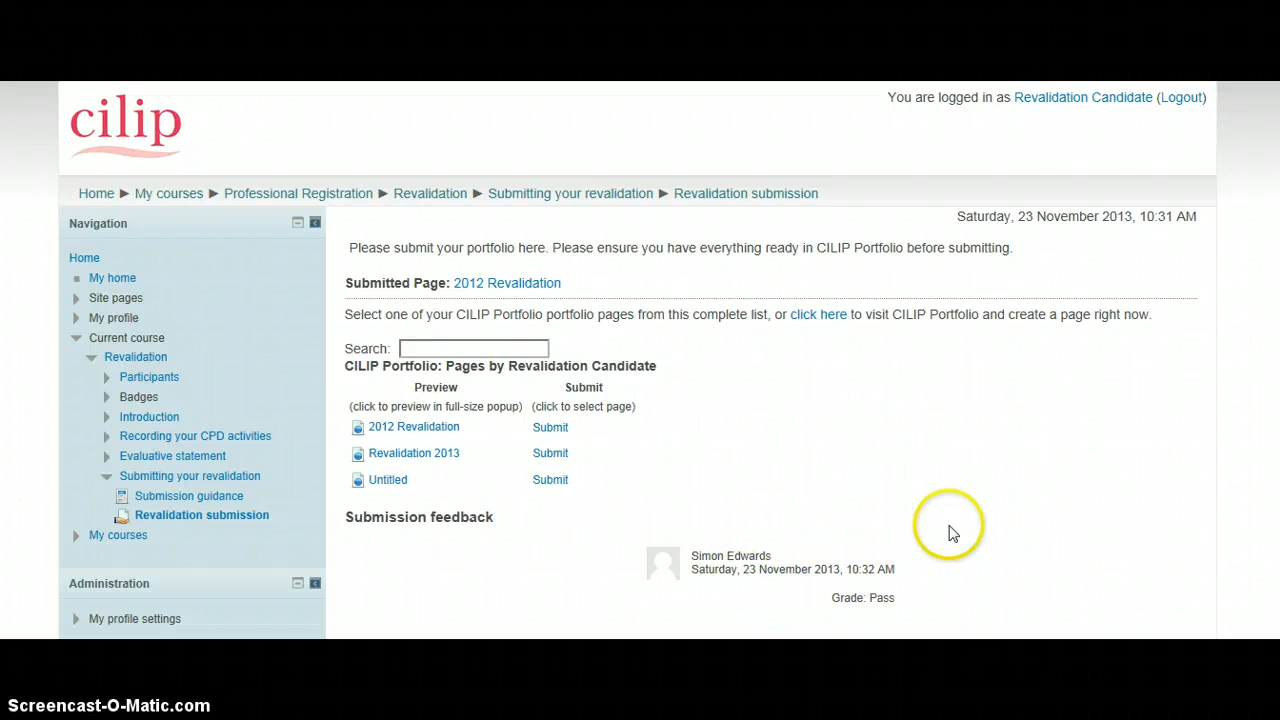 cilip
You are logged in as Revalidation Candidate (Logout)
Home ► My courses ► Professional Registration ► Revalidation ► Submitting your revalidation ► Revalidation submission
Navigation
Home
My home
Site pages
My profile
Current course
Revalidation
Participants
Badges
Introduction
Recording your CPD activities
Evaluative statement
Submitting your revalidation
Submission guidance
Revalidation submission
My courses
Administration
My profile settings
Saturday, 23 November 2013, 10:31 AM
Please submit your portfolio here. Please ensure you have everything ready in CILIP Portfolio before submitting.
Submitted Page: 2012 Revalidation
Select one of your CILIP Portfolio portfolio pages from this complete list, or click here to visit CILIP Portfolio and create a page right now.
Search:
CILIP Portfolio: Pages by Revalidation Candidate
Preview Submit
(click to preview in full-size popup) (click to select page)
2012 Revalidation Submit
Revalidation 2013 Submit
Untitled Submit
Submission feedback
Simon Edwards
Saturday, 23 November 2013, 10:32 AM
Grade: Pass
Screencast-O-Matic.com